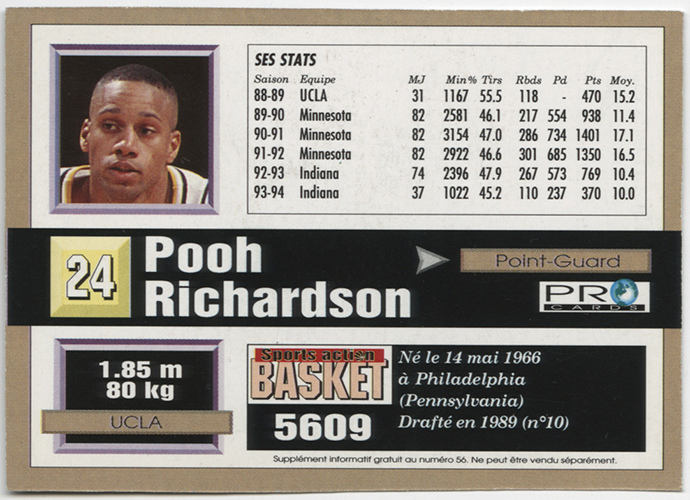 SES STATS
Saison Equipe MJ Min% Tirs Rbds Pd Pts Moy.
88-89 UCLA 31 1167 55.5 118 - 470 15.2
89-90 Minnesota 82 2581 46.1 217 554 938 11.4
90-91 Minnesota 82 3154 47.0 286 734 1401 17.1
91-92 Minnesota 82 2922 46.6 301 685 1350 16.5
92-93 Indiana 74 2396 47.9 267 573 769 10.4
93-94 Indiana 37 1022 45.2 110 237 370 10.0
24
Pooh
Richardson
Point-Guard
PRO
CARDS
1.85 m
80 kg
UCLA
Sports action
BASKET
5609
Né le 14 mai 1966
à Philadelphia
(Pennsylvania)
Drafté en 1989 (n°10)
Supplément informatif gratuit au numéro 56. Ne peut être vendu séparément.